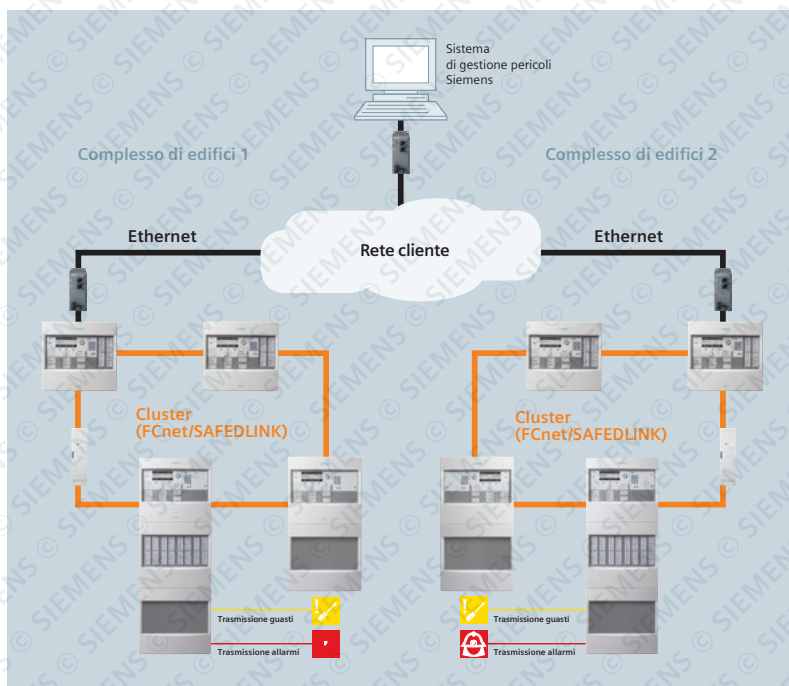 Sistema
di gestione pericoli
Siemens
Complesso di edifici 1
Complesso di edifici 2
Ethernet
Rete cliente
Ethernet
Cluster
(FCnet/SAFEDLINK)
Cluster
(FCnet/SAFEDLINK)
Trasmissione guasti
Trasmissione allarmi
Trasmissione guasti
Trasmissione allarmi
© SIEMENS